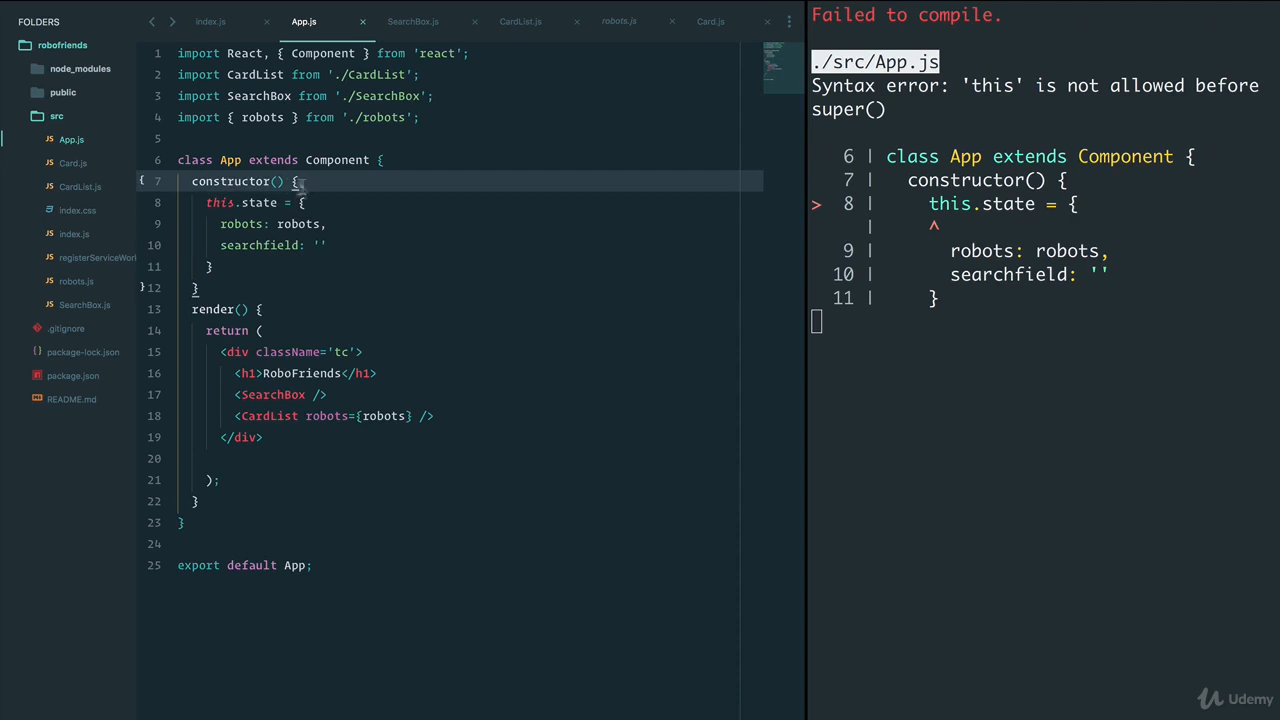 FOLDERS
robofriends
node_modules
public
src
App.js
Card.js
CardList.js
index.css
index.js
registerServiceWork
robots.js
SearchBox.js
.gitignore
package-lock.json
package.json
README.md
index.js App.js SearchBox.js CardList.js robots.js Card.js
1 import React, { Component } from 'react';
2 import CardList from './CardList';
3 import SearchBox from './SearchBox';
4 import { robots } from './robots';
5
6 class App extends Component {
7 constructor() {
8 this.state = {
9 robots: robots,
10 searchfield: ''
11 }
12 }
13 render() {
14 return (
15 <div className='tc'>
16 <h1>RoboFriends</h1>
17 <SearchBox />
18 <CardList robots={robots} />
19 </div>
20
21 );
22 }
23 }
24
25 export default App;
Failed to compile.
./src/App.js
Syntax error: 'this' is not allowed before
super()
6 | class App extends Component {
7 | constructor() {
> 8 | this.state = {
| ^
9 | robots: robots,
10 | searchfield: ''
11 | }
Udemy